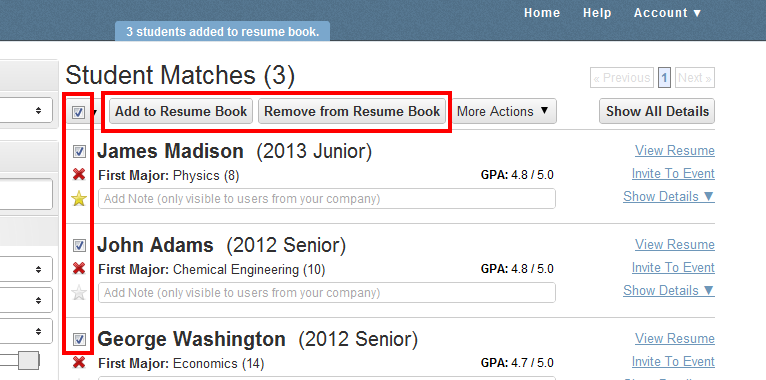 Home Help Account ▼
3 students added to resume book.
Student Matches (3)
« Previous 1 Next »
Add to Resume Book Remove from Resume Book More Actions ▼ Show All Details
James Madison (2013 Junior) View Resume
First Major: Physics (8) GPA: 4.8 / 5.0 Invite To Event
Add Note (only visible to users from your company) Show Details ▼
John Adams (2012 Senior) View Resume
First Major: Chemical Engineering (10) GPA: 4.8 / 5.0 Invite To Event
Add Note (only visible to users from your company) Show Details ▼
George Washington (2012 Senior) View Resume
First Major: Economics (14) GPA: 4.7 / 5.0 Invite To Event